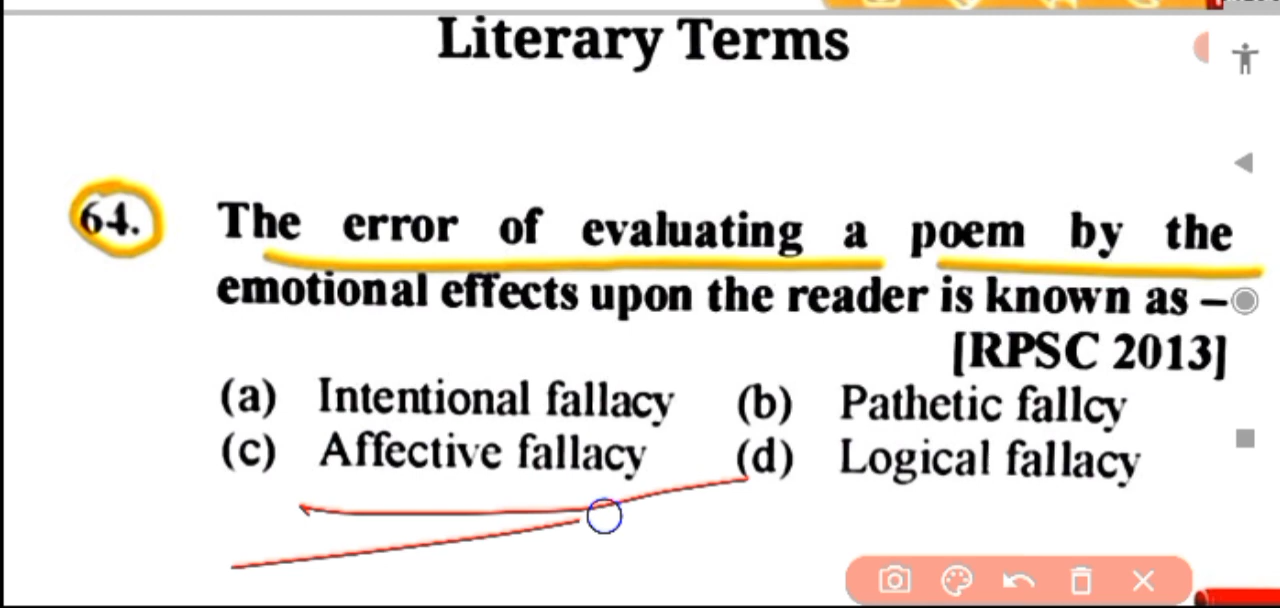 Literary Terms
64. The error of evaluating a poem by the
emotional effects upon the reader is known as –
[RPSC 2013]
(a) Intentional fallacy (b) Pathetic fallcy
(c) Affective fallacy (d) Logical fallacy